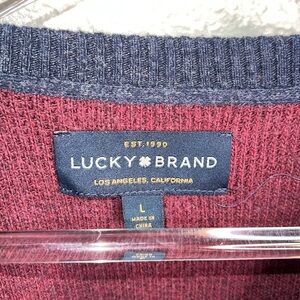 EST. 1990
LUCKY BRAND
LOS ANGELES, CALIFORNIA
L
MADE IN
CHINA